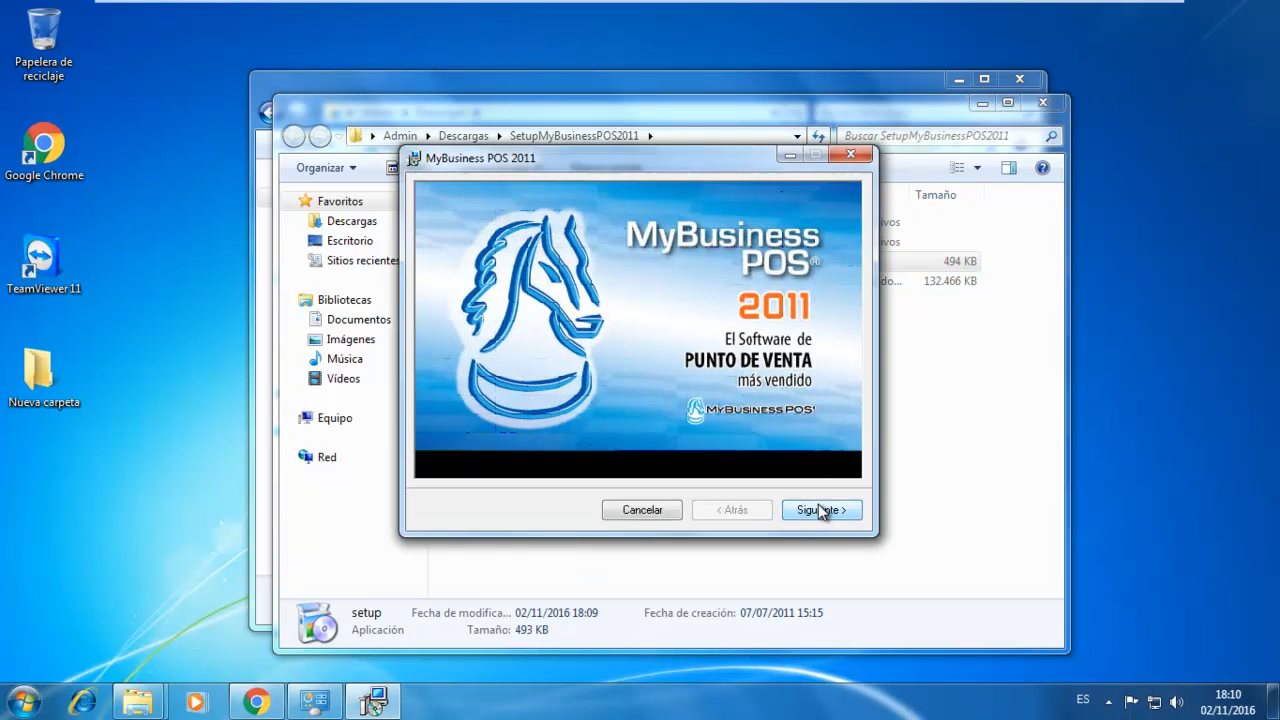 Papelera de
reciclaje
Google Chrome
TeamViewer 11
Nueva carpeta
Admin
Descargas
SetupMyBusinessPOS2011
Buscar SetupMyBusinessPOS2011
Organizar
Tamaño
Favoritos
Descargas
Escritorio
Sitios recientes
Bibliotecas
Documentos
Imágenes
Música
Vídeos
Equipo
Red
494 KB
132.466 KB
MyBusiness POS 2011
MyBusiness
POS®
2011
El Software de
PUNTO DE VENTA
más vendido
MYBUSINESS POS
Cancelar
< Atrás
Siguiente >
setup
Fecha de modifica... 02/11/2016 18:09
Fecha de creación: 07/07/2011 15:15
Aplicación
Tamaño: 493 KB
ES
18:10
02/11/2016